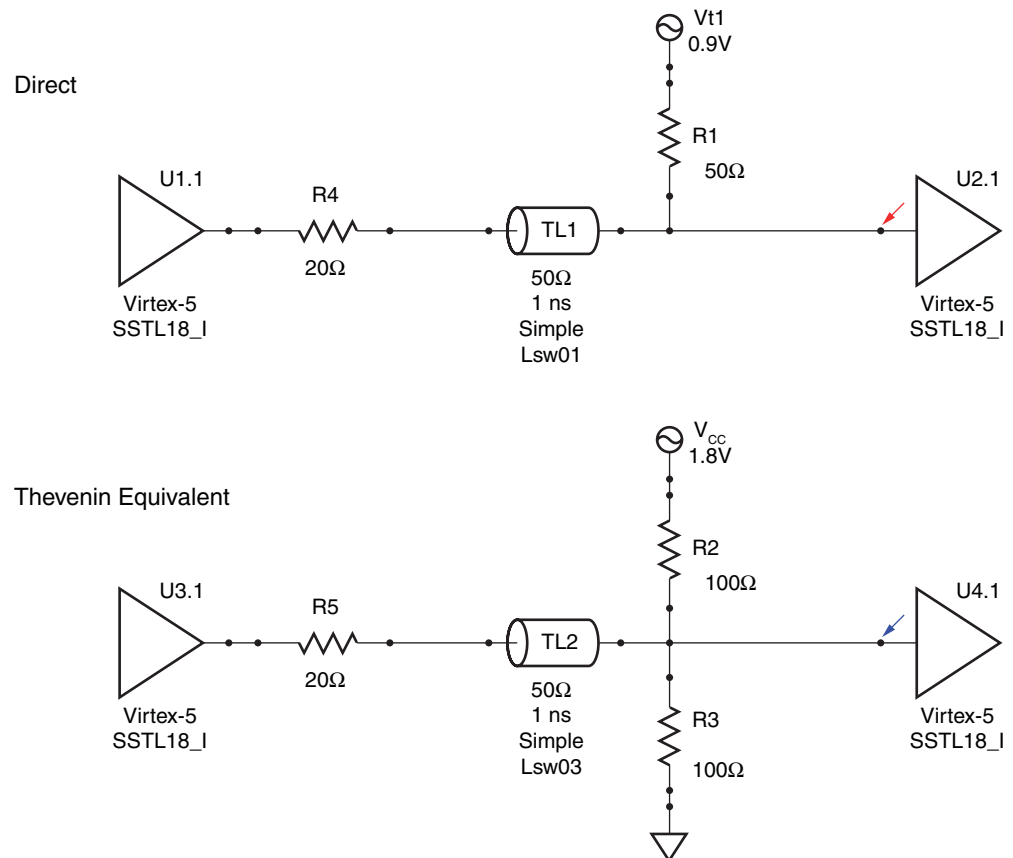 Vt1
0.9V
Direct
R1
50Ω
U1.1
R4
20Ω
TL1
50Ω
1 ns
Simple
Lsw01
Virtex-5
SSTL18_I
U2.1
Virtex-5
SSTL18_I
VCC
1.8V
Thevenin Equivalent
R2
100Ω
U3.1
R5
20Ω
TL2
50Ω
1 ns
Simple
Lsw03
Virtex-5
SSTL18_I
U4.1
Virtex-5
SSTL18_I
R3
100Ω